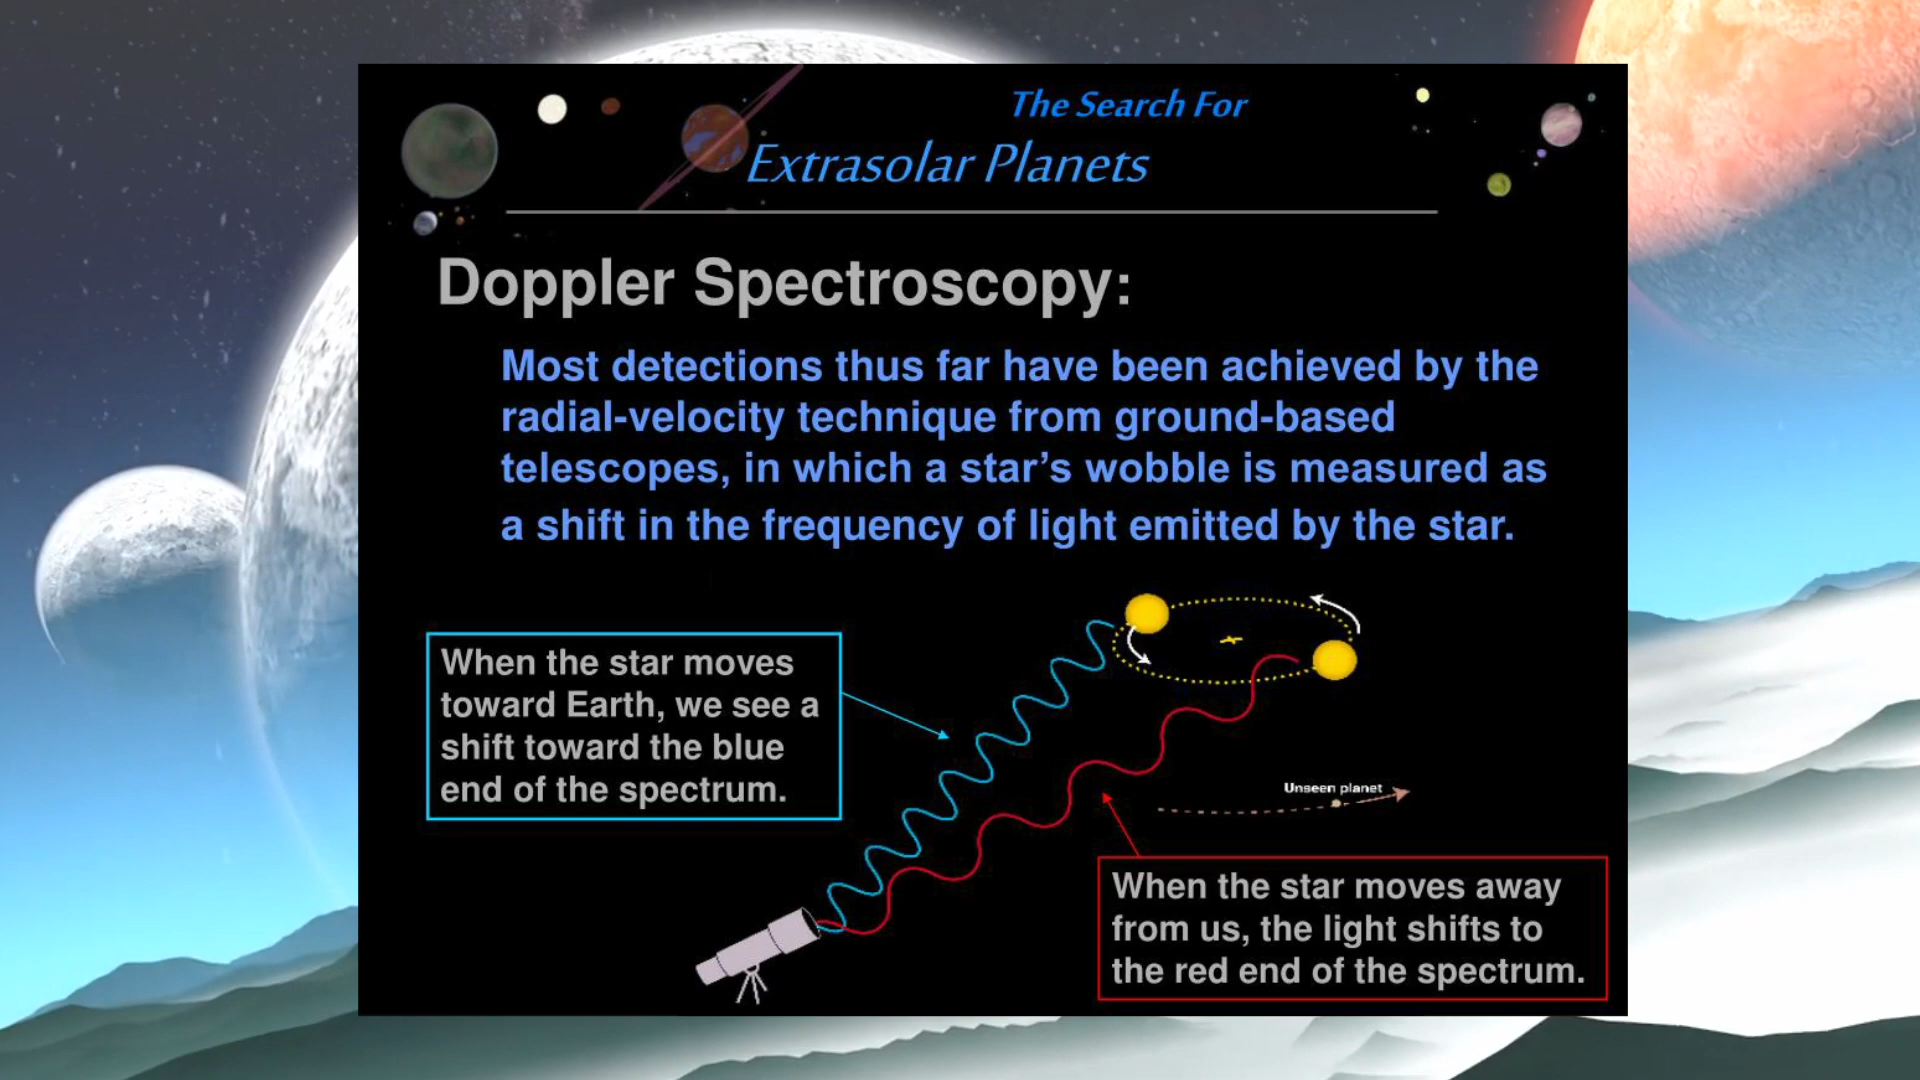 The Search For
Extrasolar Planets
Doppler Spectroscopy:
Most detections thus far have been achieved by the
radial-velocity technique from ground-based
telescopes, in which a star’s wobble is measured as
a shift in the frequency of light emitted by the star.
When the star moves
toward Earth, we see a
shift toward the blue
end of the spectrum.
Unseen planet
When the star moves away
from us, the light shifts to
the red end of the spectrum.